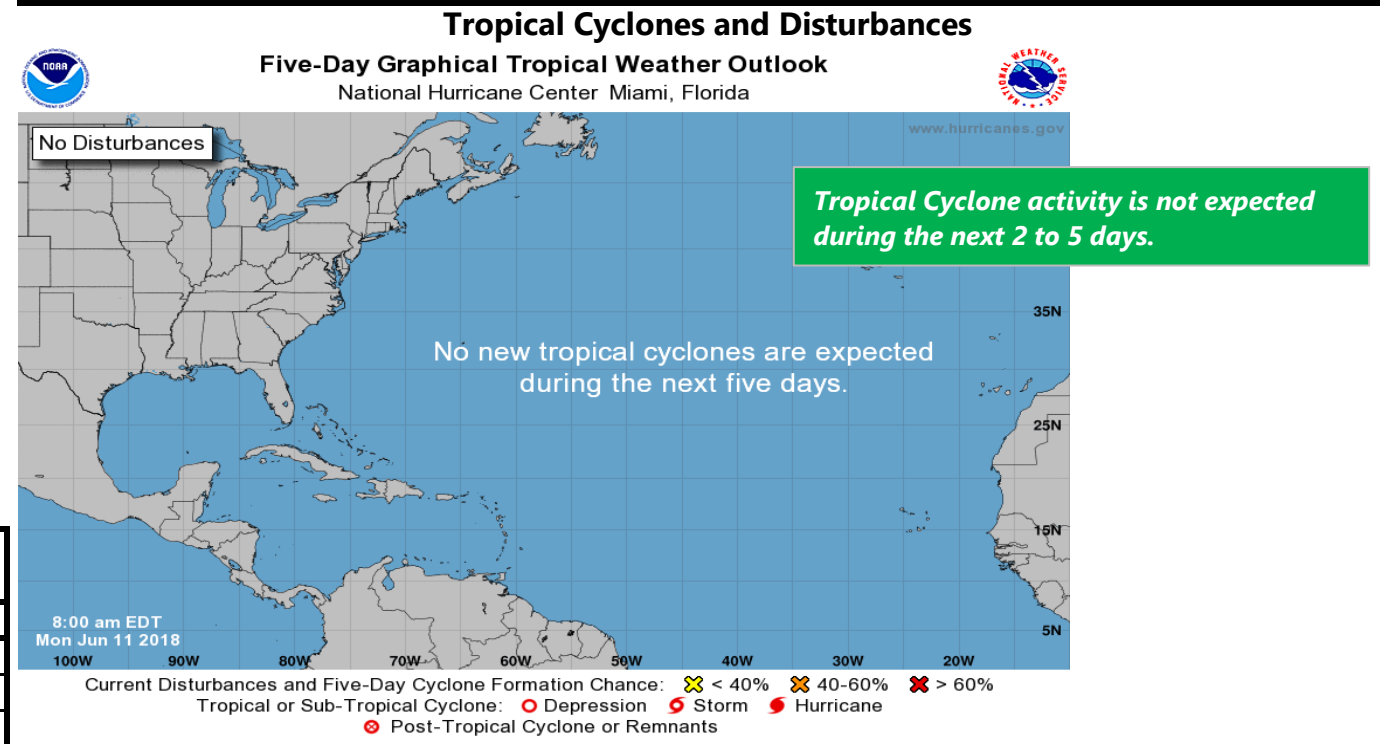 Tropical Cyclones and Disturbances
Five-Day Graphical Tropical Weather Outlook
National Hurricane Center Miami, Florida
NOAA
No Disturbances
www.hurricanes.gov
Tropical Cyclone activity is not expected
during the next 2 to 5 days.
35N
No new tropical cyclones are expected
during the next five days.
25N
15N
8:00 am EDT
Mon Jun 11 2018
5N
100W 90W 80W 70W 60W 50W 40W 30W 20W
Current Disturbances and Five-Day Cyclone Formation Chance: < 40% 40-60% > 60%
Tropical or Sub-Tropical Cyclone: Depression Storm Hurricane
Post-Tropical Cyclone or Remnants